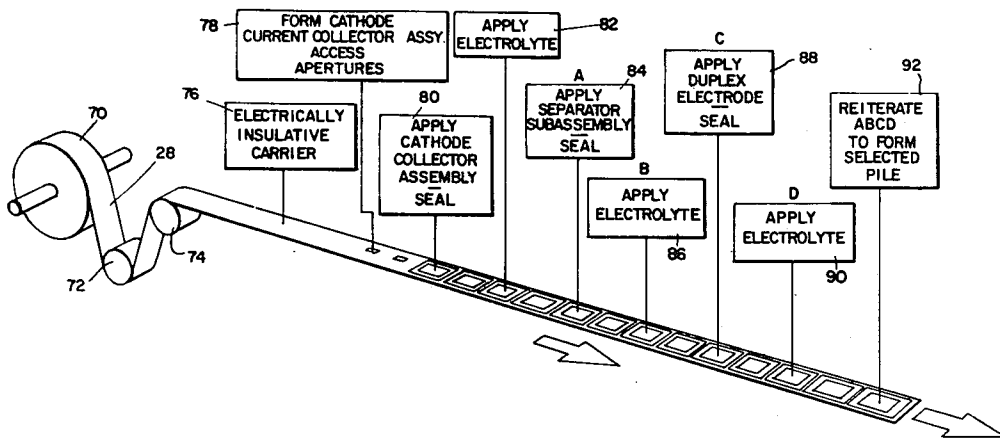 78
FORM CATHODE
CURRENT COLLECTOR ASSY.
ACCESS
APERTURES
APPLY
ELECTROLYTE
82
70
28
76
ELECTRICALLY
INSULATIVE
CARRIER
80
APPLY
CATHODE
COLLECTOR
ASSEMBLY
SEAL
A
84
APPLY
SEPARATOR
SUBASSEMBLY
SEAL
C
88
APPLY
DUPLEX
ELECTRODE
SEAL
92
REITERATE
ABCD
TO FORM
SELECTED
PILE
B
APPLY
ELECTROLYTE
86
D
APPLY
ELECTROLYTE
90
72
74